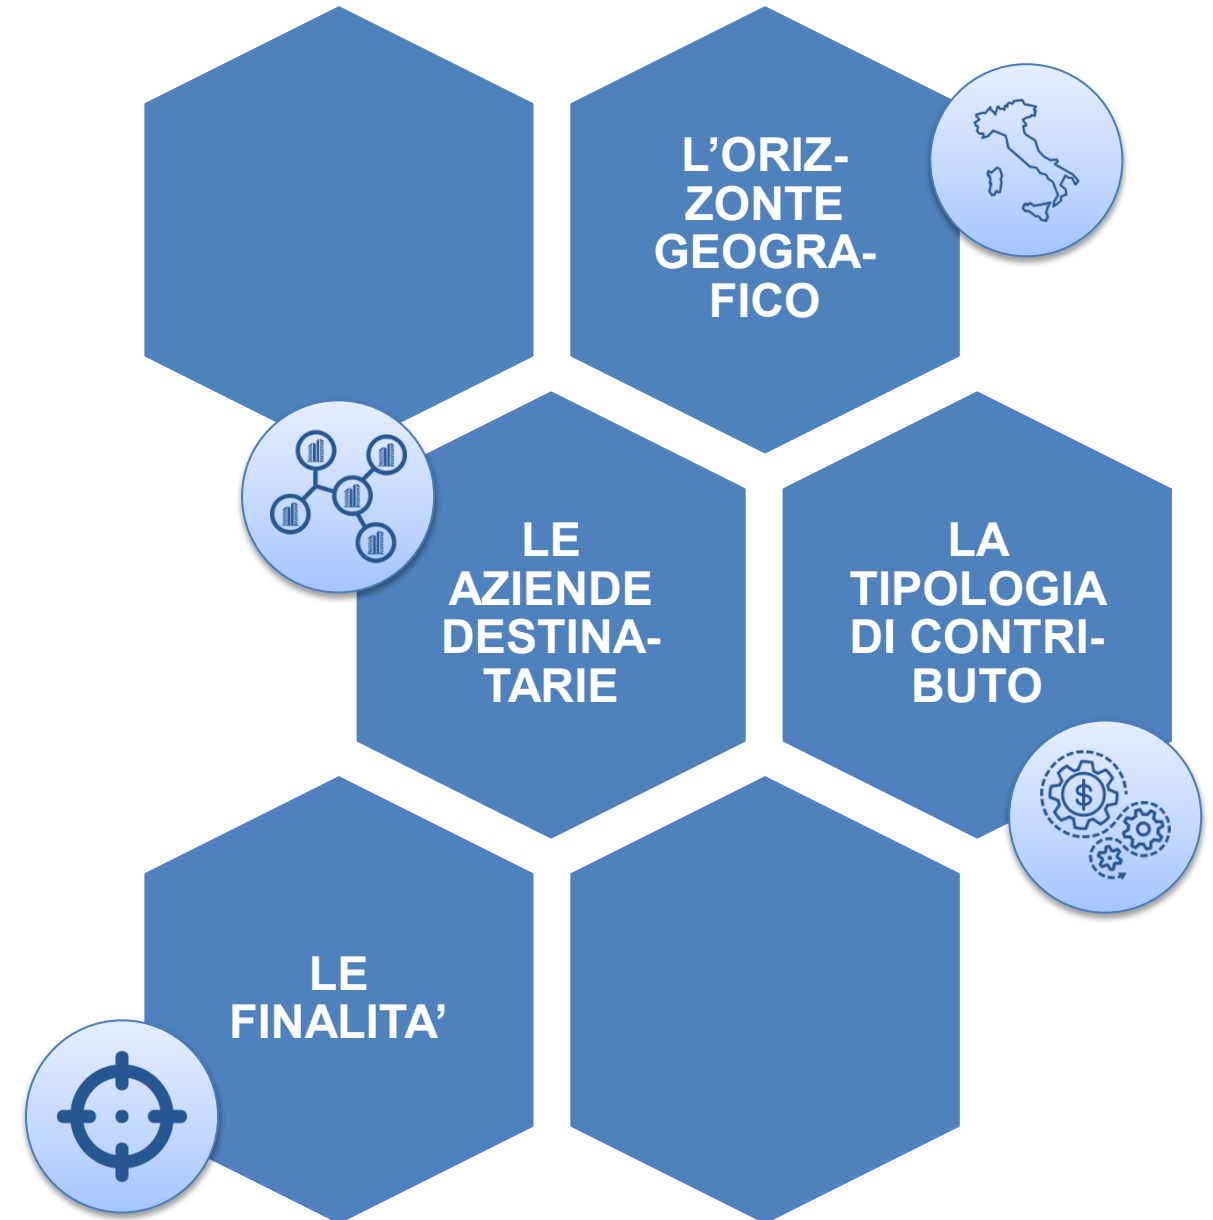 L’ORIZ-
ZONTE
GEOGRA-
FICO
LE
AZIENDE
DESTINA-
TARIE
LA
TIPOLOGIA
DI CONTRI-
BUTO
LE
FINALITA’
$